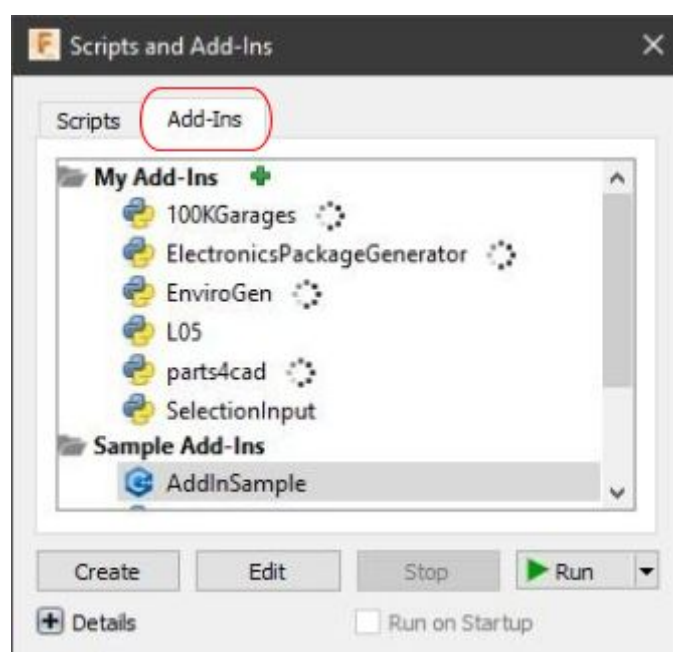 F Scripts and Add-Ins
Scripts Add-Ins
My Add-Ins
100KGarages
ElectronicsPackageGenerator
EnviroGen
L05
parts4cad
SelectionInput
Sample Add-Ins
AddInSample
Create Edit Stop Run
Details Run on Startup